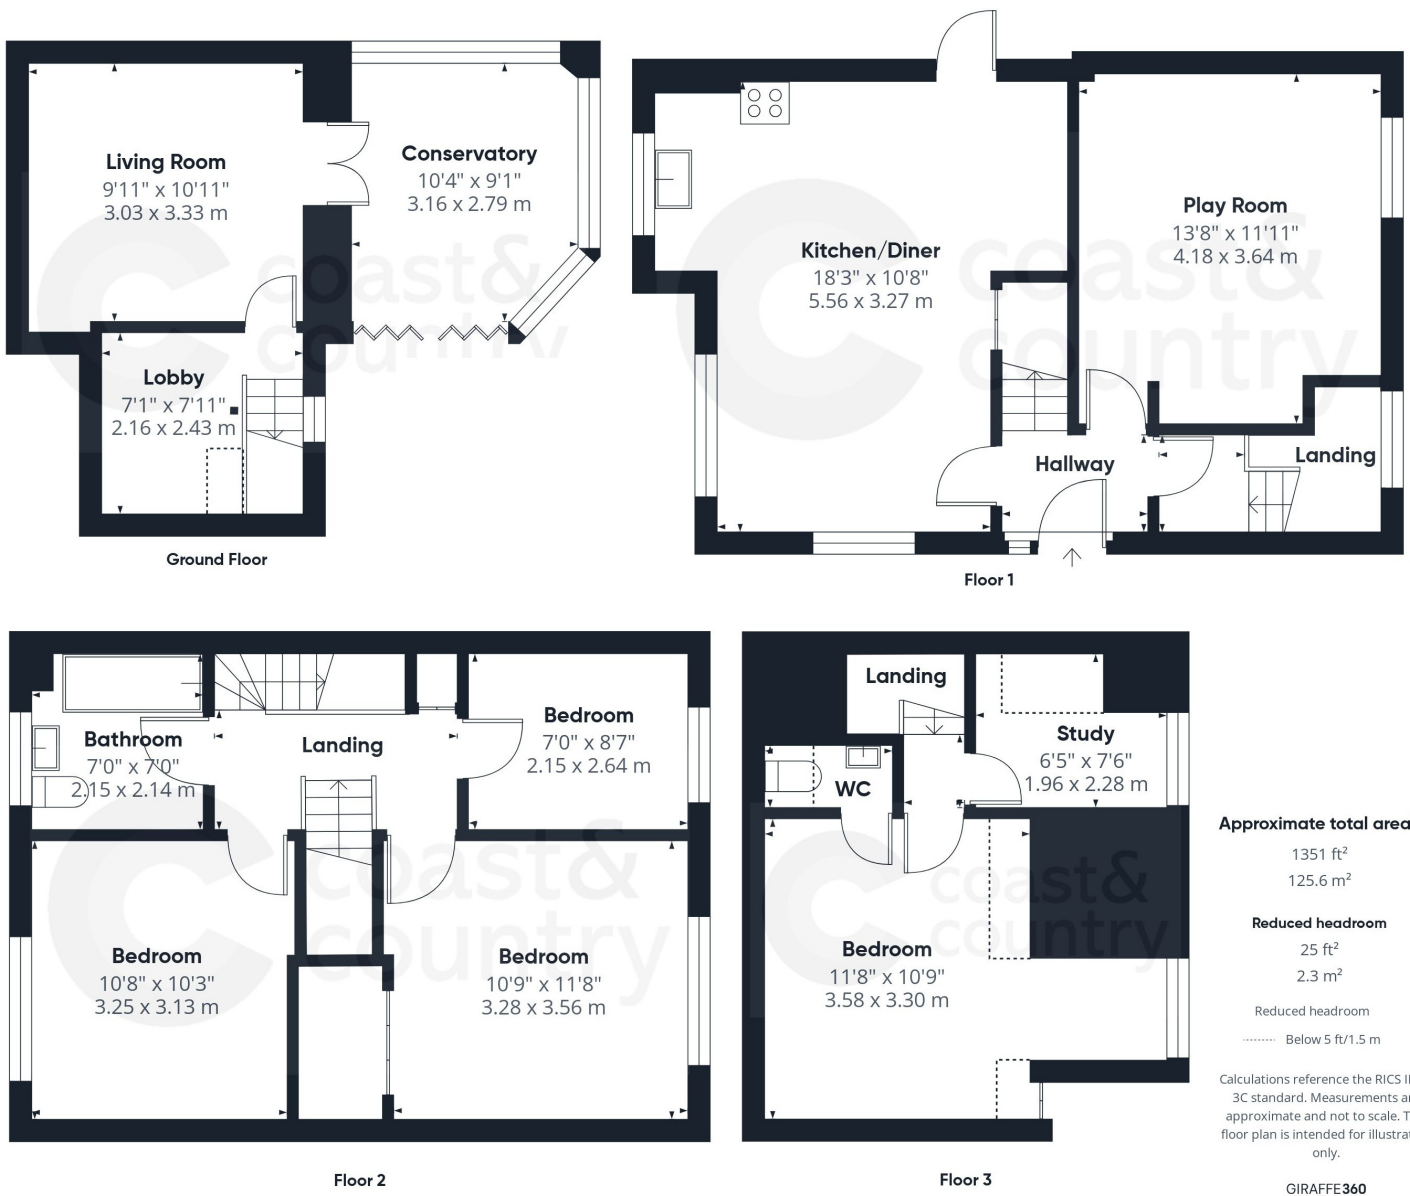 Living Room
9'11" x 10'11"
3.03 x 3.33 m
Conservatory
10'4" x 9'1"
3.16 x 2.79 m
Lobby
7'1" x 7'11"
2.16 x 2.43 m
Ground Floor
Kitchen/Diner
18'3" x 10'8"
5.56 x 3.27 m
Play Room
13'8" x 11'11"
4.18 x 3.64 m
Hallway
Landing
Floor 1
Bathroom
7'0" x 7'0"
2.15 x 2.14 m
Landing
Bedroom
7'0" x 8'7"
2.15 x 2.64 m
Bedroom
10'8" x 10'3"
3.25 x 3.13 m
Bedroom
10'9" x 11'8"
3.28 x 3.56 m
Floor 2
Landing
Study
6'5" x 7'6"
1.96 x 2.28 m
WC
Bedroom
11'8" x 10'9"
3.58 x 3.30 m
Floor 3
Approximate total area
1351 ft²
125.6 m²
Reduced headroom
25 ft²
2.3 m²
Reduced headroom
Below 5 ft/1.5 m
Calculations reference the RICS
3C standard. Measurements
approximate and not to scale.
floor plan is intended for
only.
GIRAFFE360
coast&
country
coast&
country
coast&
country
coast&
country